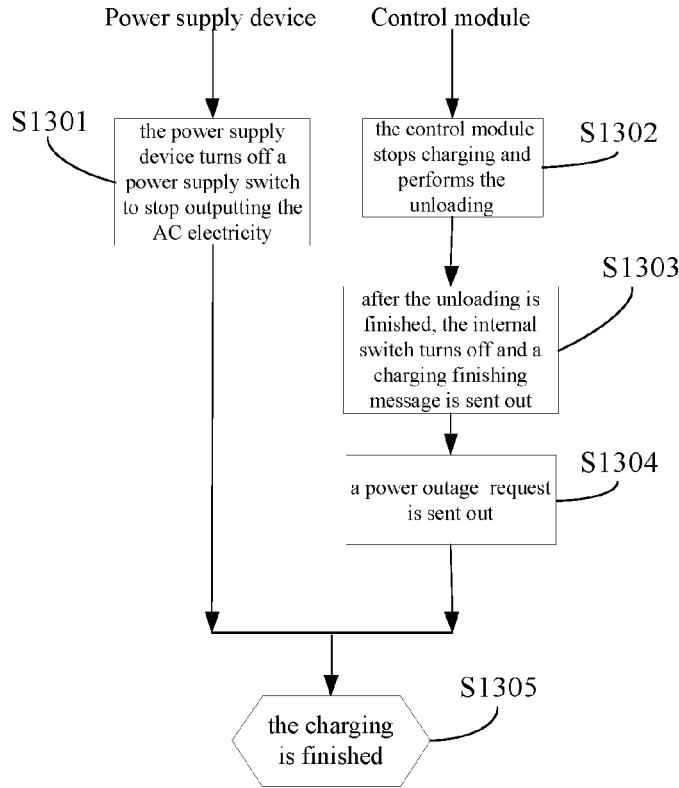 Power supply device
Control module
S1301
the power supply
device turns off a
power supply switch
to stop outputting the
AC electricity
S1302
the control module
stops charging and
performs the
unloading
S1303
after the unloading is
finished, the internal
switch turns off and a
charging finishing
message is sent out
S1304
a power outage request
is sent out
S1305
the charging
is finished